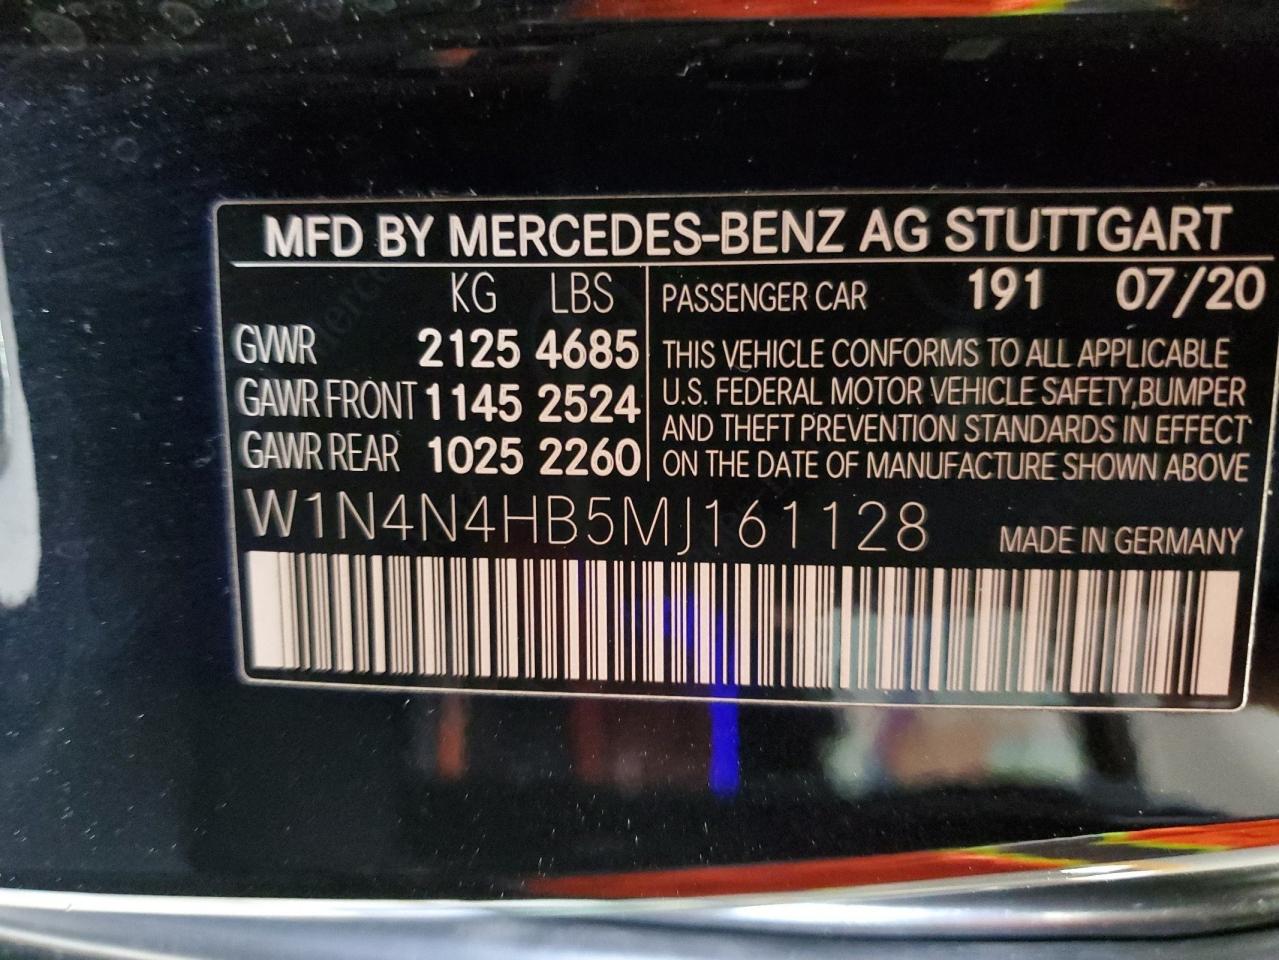 MFD BY MERCEDES-BENZ AG STUTTGART
KG LBS
GVWR 2125 4685
GAWR FRONT 1145 2524
GAWR REAR 1025 2260
PASSENGER CAR 191 07/20
THIS VEHICLE CONFORMS TO ALL APPLICABLE
U.S. FEDERAL MOTOR VEHICLE SAFETY, BUMPER
AND THEFT PREVENTION STANDARDS IN EFFECT
ON THE DATE OF MANUFACTURE SHOWN ABOVE
W1N4N4HB5MJ161128
MADE IN GERMANY